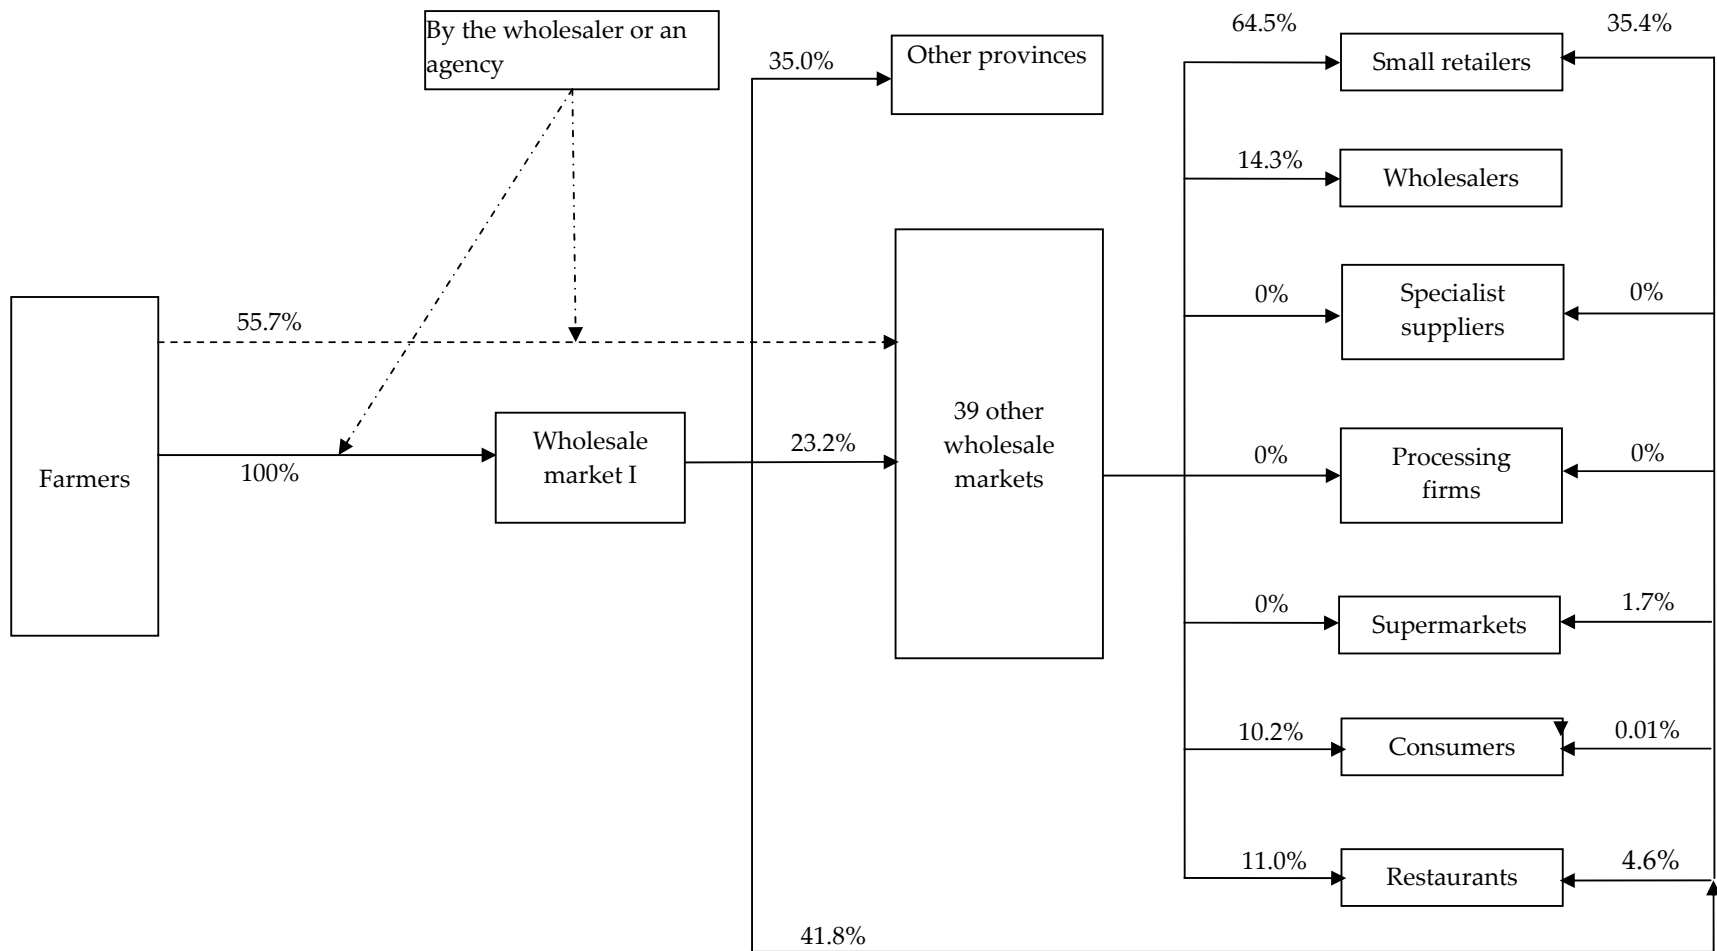 By the wholesaler or an
agency
35.0%
Other provinces
64.5%
Small retailers
35.4%
14.3%
Wholesalers
0%
Specialist
suppliers
0%
55.7%
39 other
wholesale
markets
Farmers
100%
Wholesale
market I
23.2%
0%
Processing
firms
0%
0%
Supermarkets
1.7%
10.2%
Consumers
0.01%
11.0%
Restaurants
4.6%
41.8%